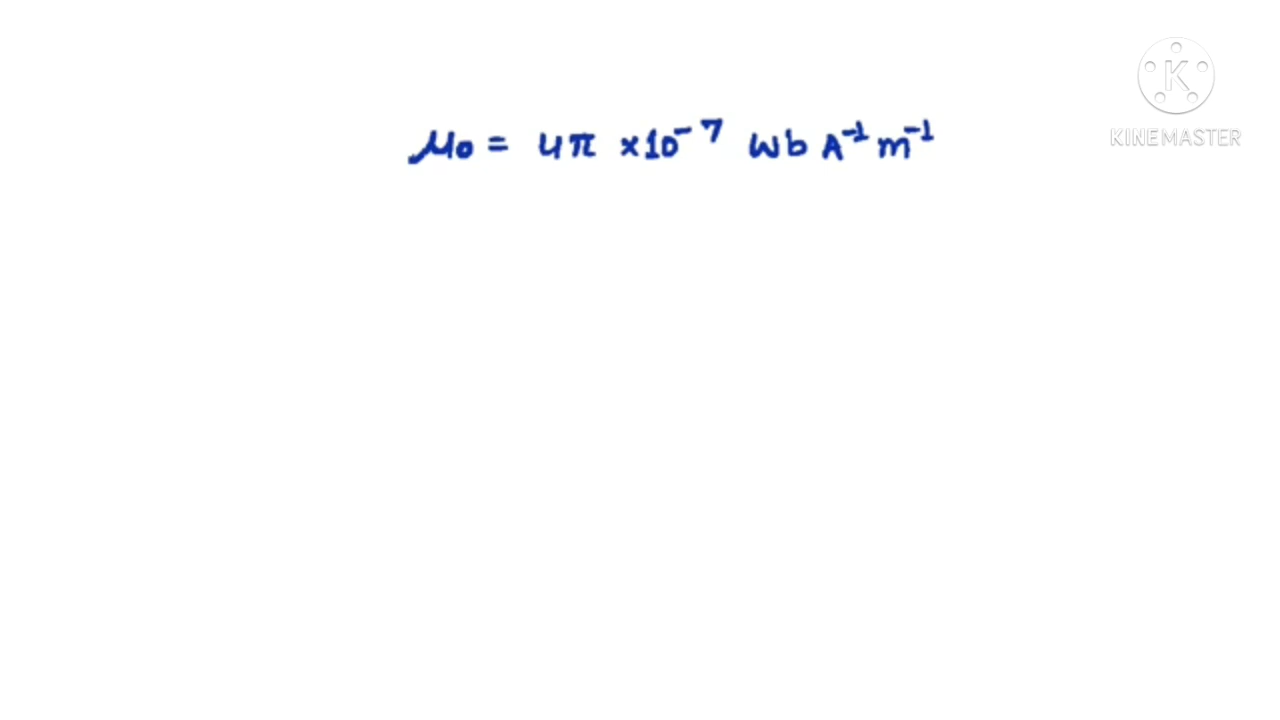 μ₀ = 4π ×10⁻⁷ Wb A⁻¹ m⁻¹
K
KINEMASTER